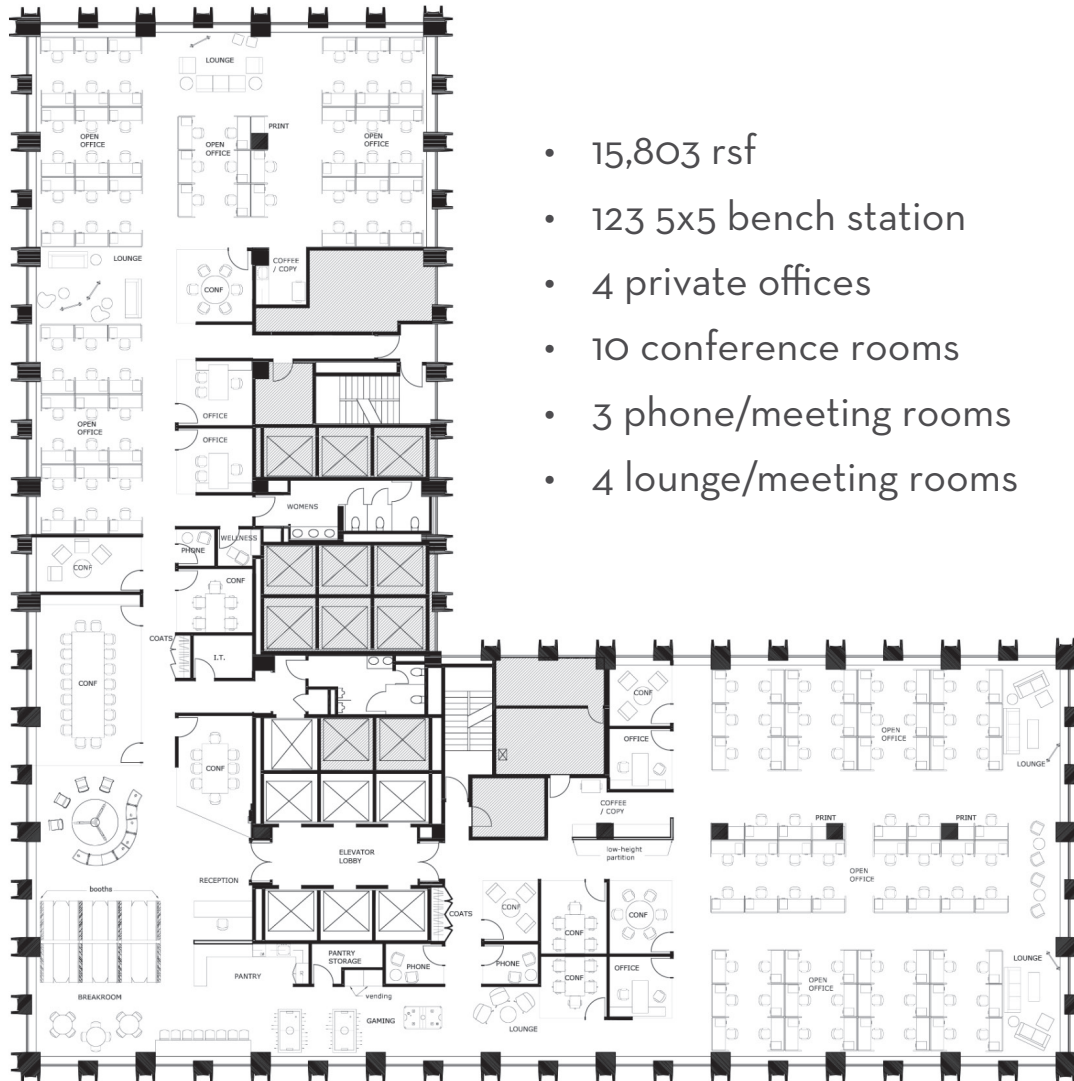 LOUNGE
PRINT
OPEN
OFFICE
OPEN
OFFICE
OPEN
OFFICE
LOUNGE
COFFEE
/ COPY
CONF
OFFICE
OPEN
OFFICE
OFFICE
WOMENS
PHONE
WELLNESS
CONF
CONF
COATS
I.T.
CONF
CONF
CONF
OFFICE
OPEN
OFFICE
LOUNGE
COFFEE
/ COPY
PRINT
PRINT
low-height
partition
ELEVATOR
LOBBY
OPEN
OFFICE
RECEPTION
booths
CONF
COATS
CONF
CONF
PANTRY
STORAGE
PHONE
PHONE
CONF
OFFICE
LOUNGE
PANTRY
OPEN
OFFICE
BREAKROOM
vending
GAMING
LOUNGE
• 15,803 rsf
• 123 5x5 bench station
• 4 private offices
• 10 conference rooms
• 3 phone/meeting rooms
• 4 lounge/meeting rooms